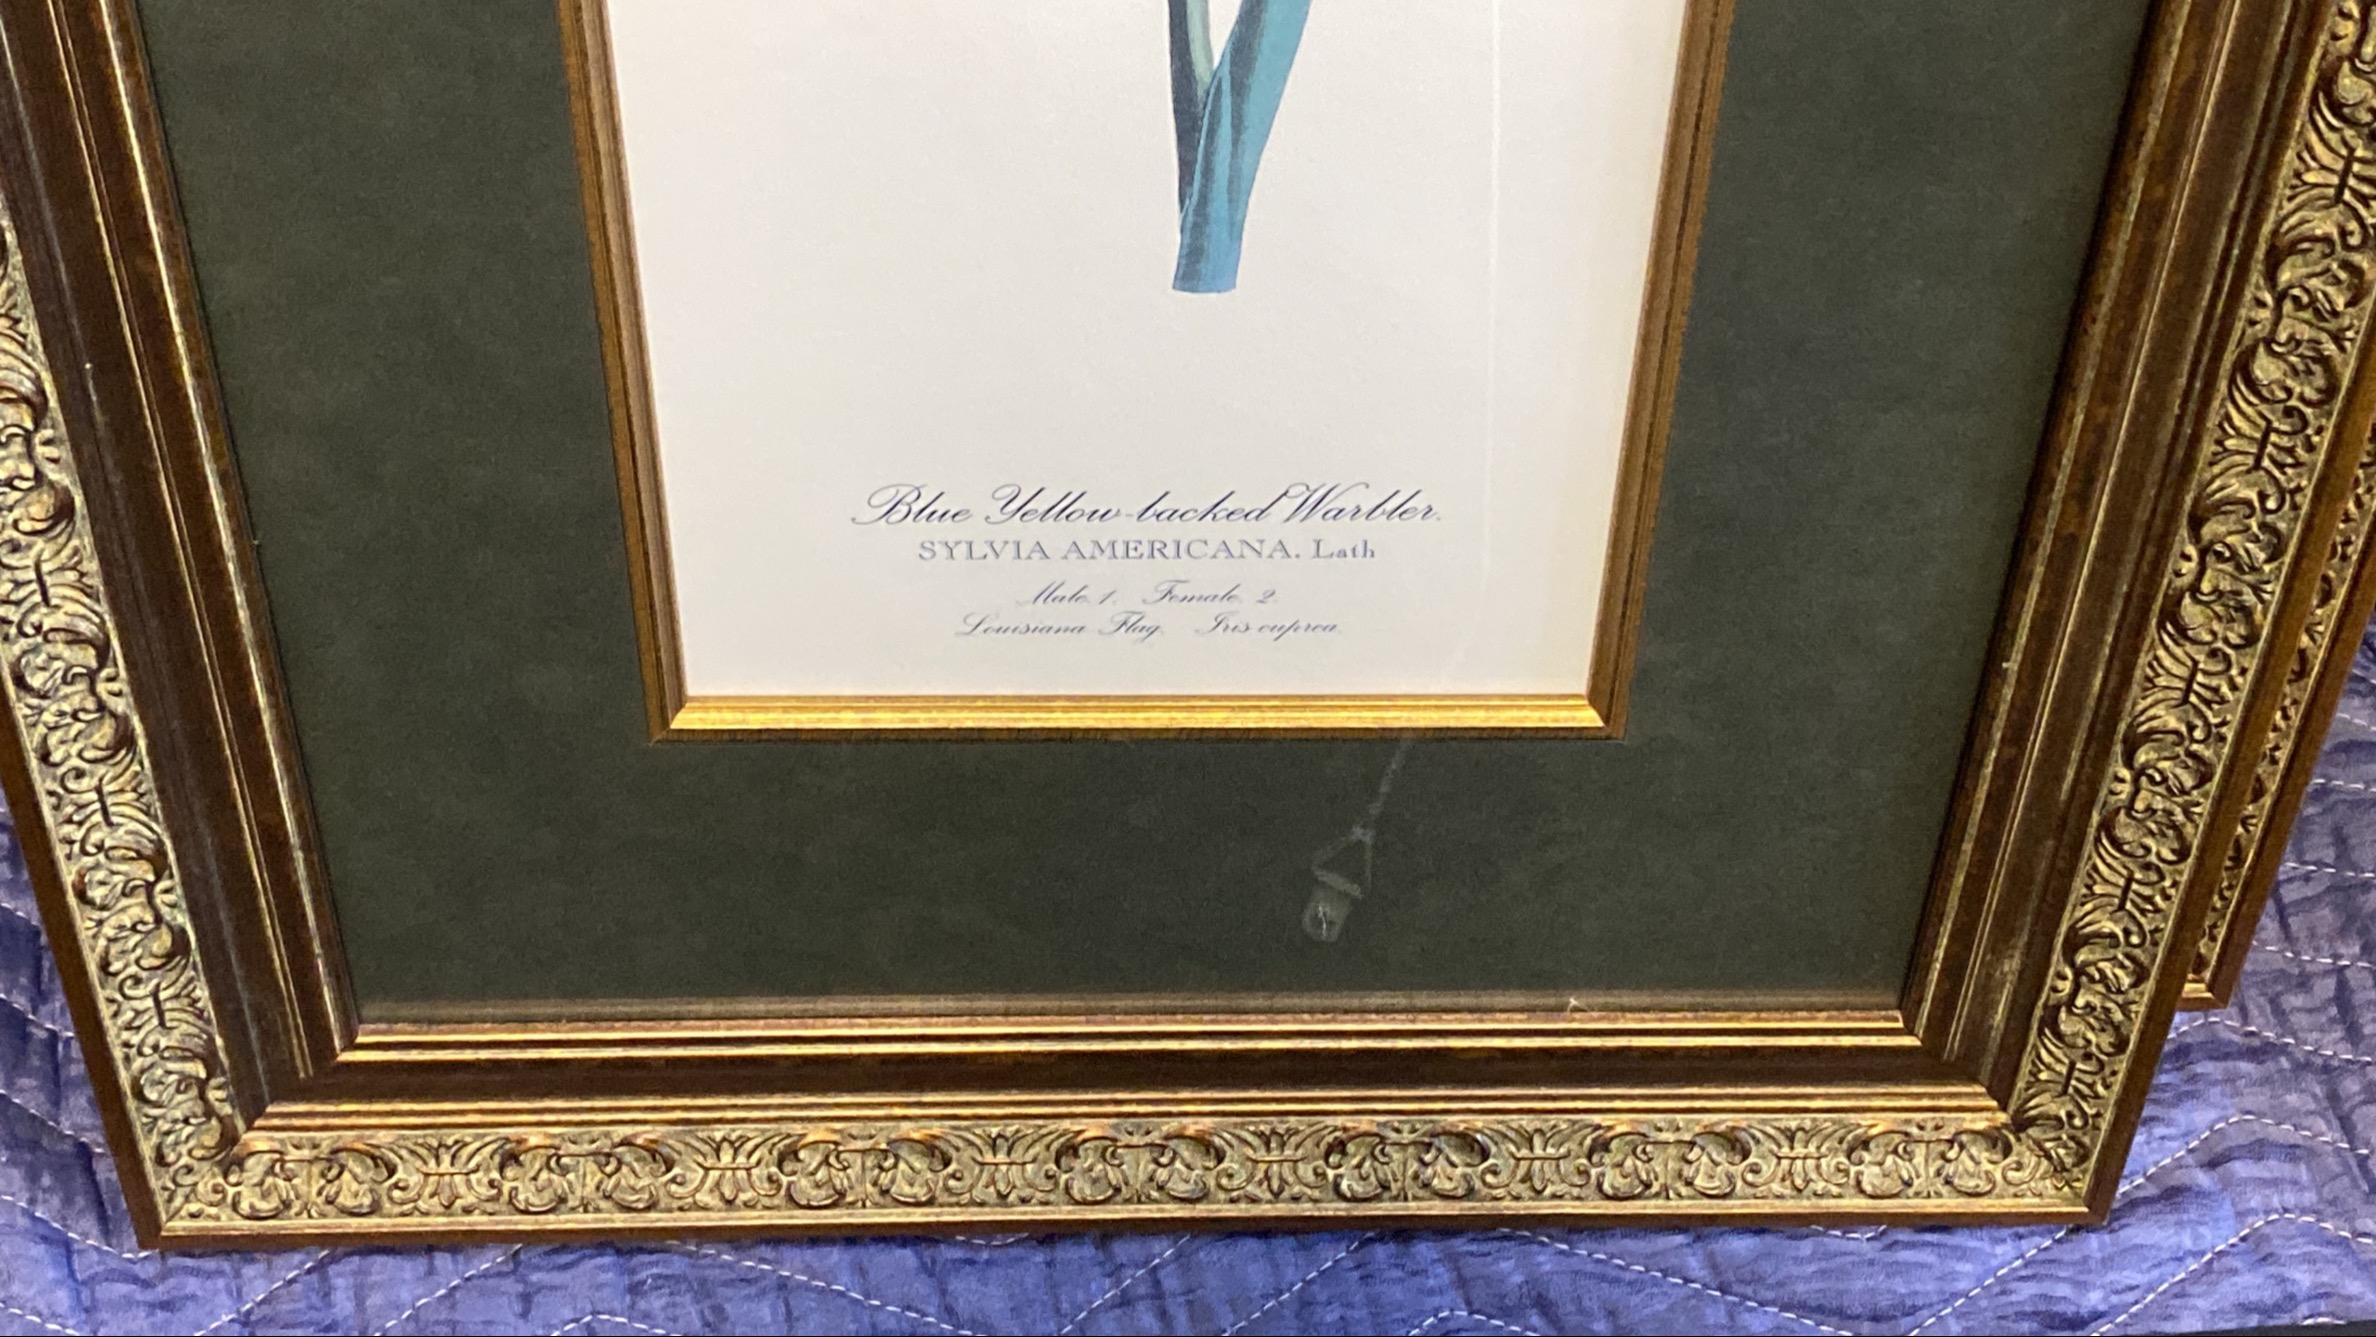 Blue Yellow-backed Warbler.
SYLVIA AMERICANA. Lath
Male. 1. Female. 2.
Louisiana Flag. Iris cuprea.